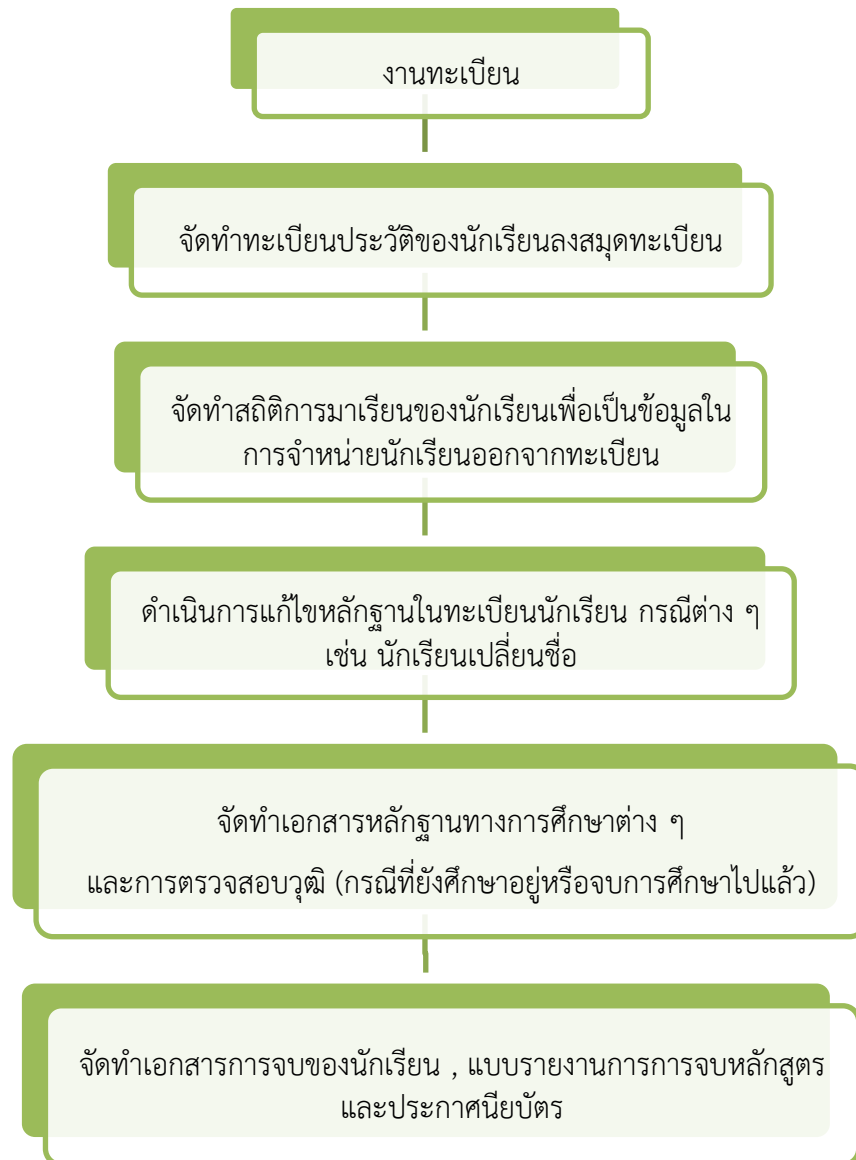 งานทะเบียน
จัดทำทะเบียนประวัติของนักเรียนลงสมุดทะเบียน
จัดทำสถิติการมาเรียนของนักเรียนเพื่อเป็นข้อมูลใน
การจำหน่ายนักเรียนออกจากทะเบียน
ดำเนินการแก้ไขหลักฐานในทะเบียนนักเรียน กรณีต่าง ๆ
เช่น นักเรียนเปลี่ยนชื่อ
จัดทำเอกสารหลักฐานทางการศึกษาต่าง ๆ
และการตรวจสอบวุฒิ (กรณีที่ยังศึกษาอยู่หรือจบการศึกษาไปแล้ว)
จัดทำเอกสารการจบของนักเรียน , แบบรายงานการการจบหลักสูตร
และประกาศนียบัตร